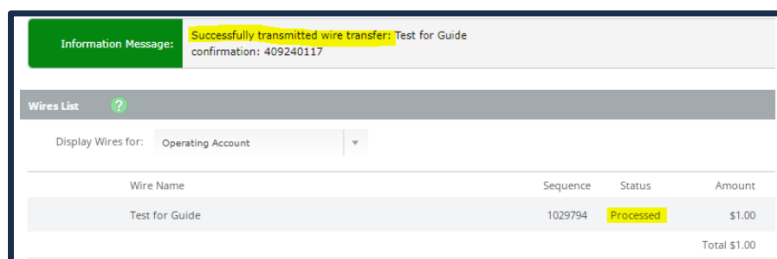 Information Message:
Successfully transmitted wire transfer: Test for Guide
confirmation: 409240117
Wires List ?
Display Wires for: Operating Account
Wire Name Sequence Status Amount
Test for Guide 1029794 Processed $1.00
Total $1.00